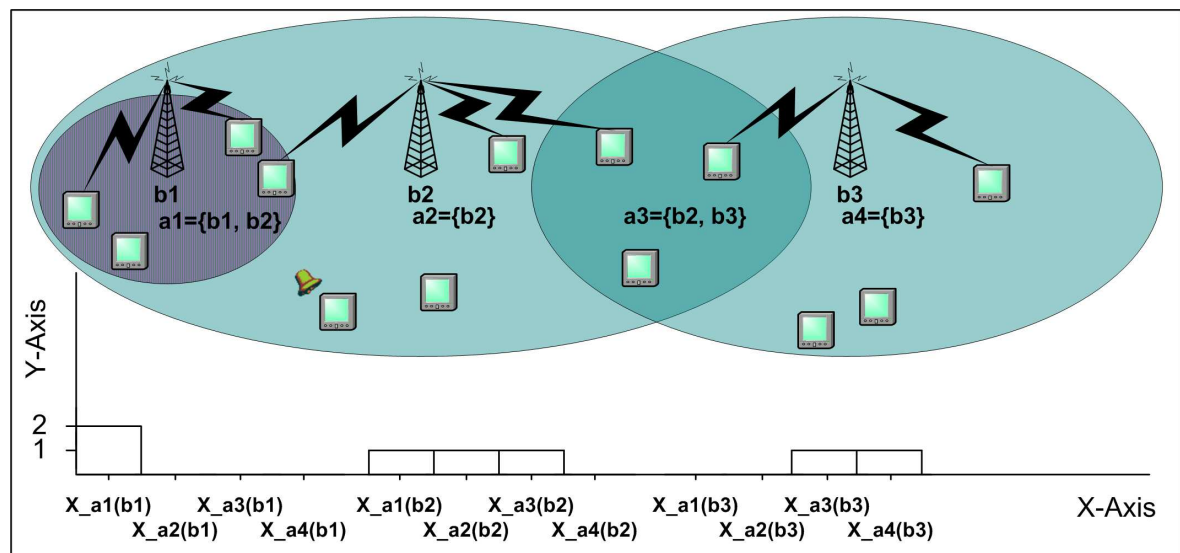 b1
b2
b3
a1={b1, b2}
a2={b2}
a3={b2, b3}
a4={b3}
Y-Axis
2
1
X_a1(b1)
X_a3(b1)
X_a1(b2)
X_a3(b2)
X_a1(b3)
X_a3(b3)
X-Axis
X_a2(b1)
X_a4(b1)
X_a2(b2)
X_a4(b2)
X_a2(b3)
X_a4(b3)